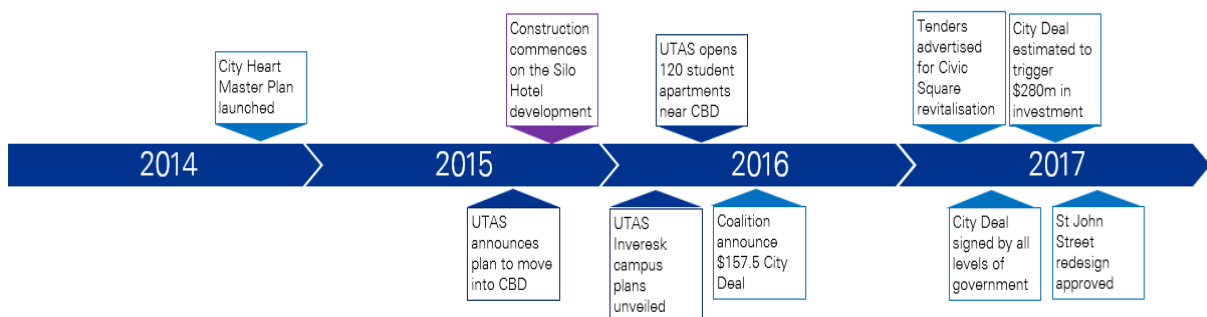 City Heart
Master Plan
launched
Construction
commences
on the Silo
Hotel
development
UTAS opens
120 student
apartments
near CBD
Tenders
advertised
for Civic
Square
revitalisation
City Deal
estimated to
trigger
$280m in
investment
2014
2015
2016
2017
UTAS
announces
plan to move
into CBD
UTAS
Inveresk
campus
plans
unveiled
Coalition
announce
$157.5 City
Deal
City Deal
signed by all
levels of
government
St John
Street
redesign
approved